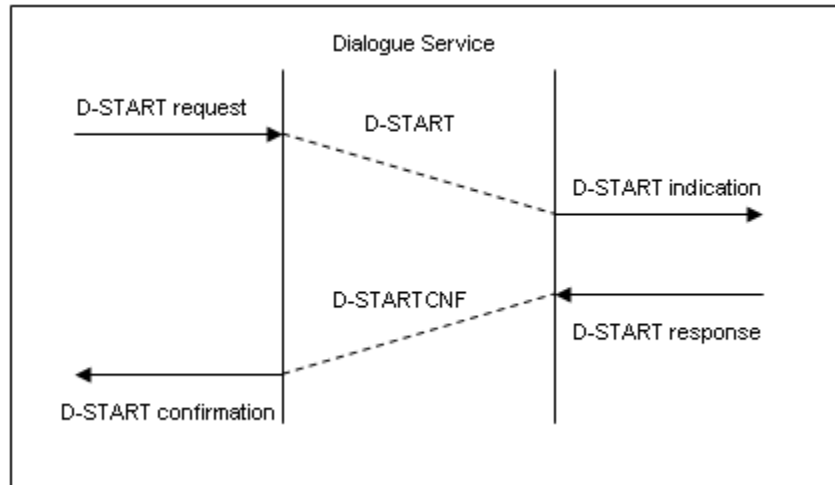 Dialogue Service
D-START request
D-START
D-START indication
D-STARTCNF
D-START response
D-START confirmation